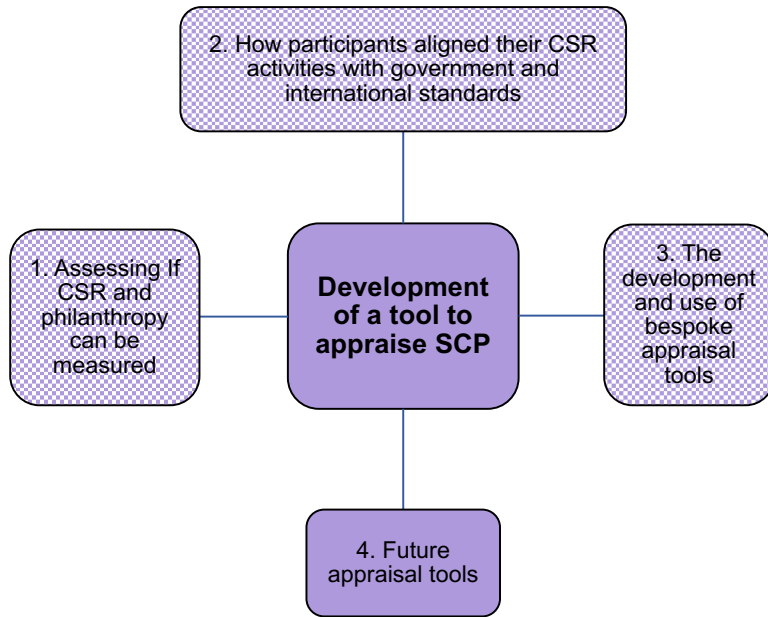 2. How participants aligned their CSR
activities with government and
international standards
1. Assessing If
CSR and
philanthropy
can be
measured
Development
of a tool to
appraise SCP
3. The
development
and use of
bespoke
appraisal
tools
4. Future
appraisal tools